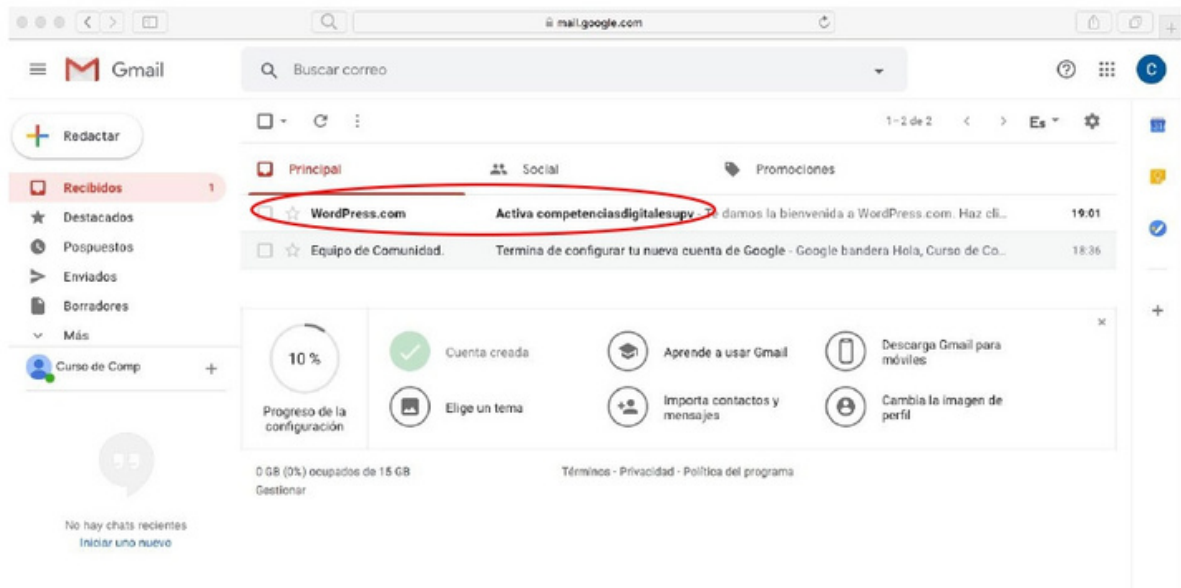 mail.google.com
Gmail
Buscar correo
C
Redactar
1-2 de 2
Es
31
Principal
Social
Promociones
Recibidos 1
WordPress.com Activa competenciasdigitalesupv - Te damos la bienvenida a WordPress.com. Haz cli... 19:01
Destacados
Pospuestos
Equipo de Comunidad. Termina de configurar tu nueva cuenta de Google - Google bandera Hola, Curso de Co... 18:36
Enviados
Borradores
Más
Curso de Comp
10 %
Progreso de la
configuración
Cuenta creada
Aprende a usar Gmail
Descarga Gmail para
móviles
Elige un tema
Importa contactos y
mensajes
Cambia la imagen de
perfil
0 GB (0%) ocupados de 15 GB
Gestionar
Términos - Privacidad - Política del programa
No hay chats recientes
Iniciar uno nuevo